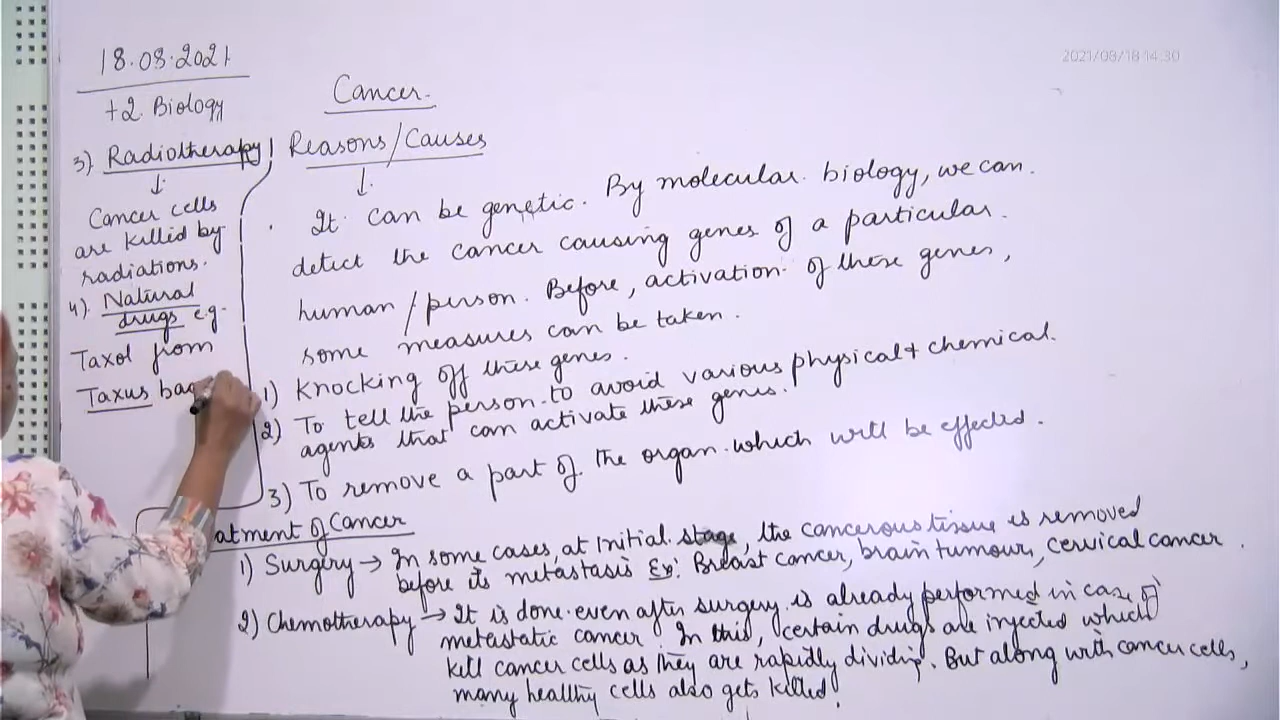 18.08.2021
+2 Biology
2021/08/18 14:30
Cancer.
Reasons/Causes
↓
It can be genetic. By molecular biology, we can
detect the cancer causing genes of a particular
human/person. Before, activation of these genes,
some measures can be taken.
1) Knocking off these genes.
2) To tell the person to avoid various physical + chemical
agents that can activate these genes.
3) To remove a part of the organ which will be effected.
atment of Cancer
1) Surgery → In some cases, at initial stage, the cancerous tissue is removed
before its metastasis Ex: Breast cancer, brain tumour, cervical cancer.
2) Chemotherapy → It is done even after surgery is already performed in case of
metastatic cancer. In this, certain drugs are injected which
kill cancer cells as they are rapidly dividing. But along with cancer cells,
many healthy cells also gets killed.
3). Radiotherapy
↓
Cancer cells
are killed by
radiations.
4). Natural
drugs e.g.
Taxol from
Taxus